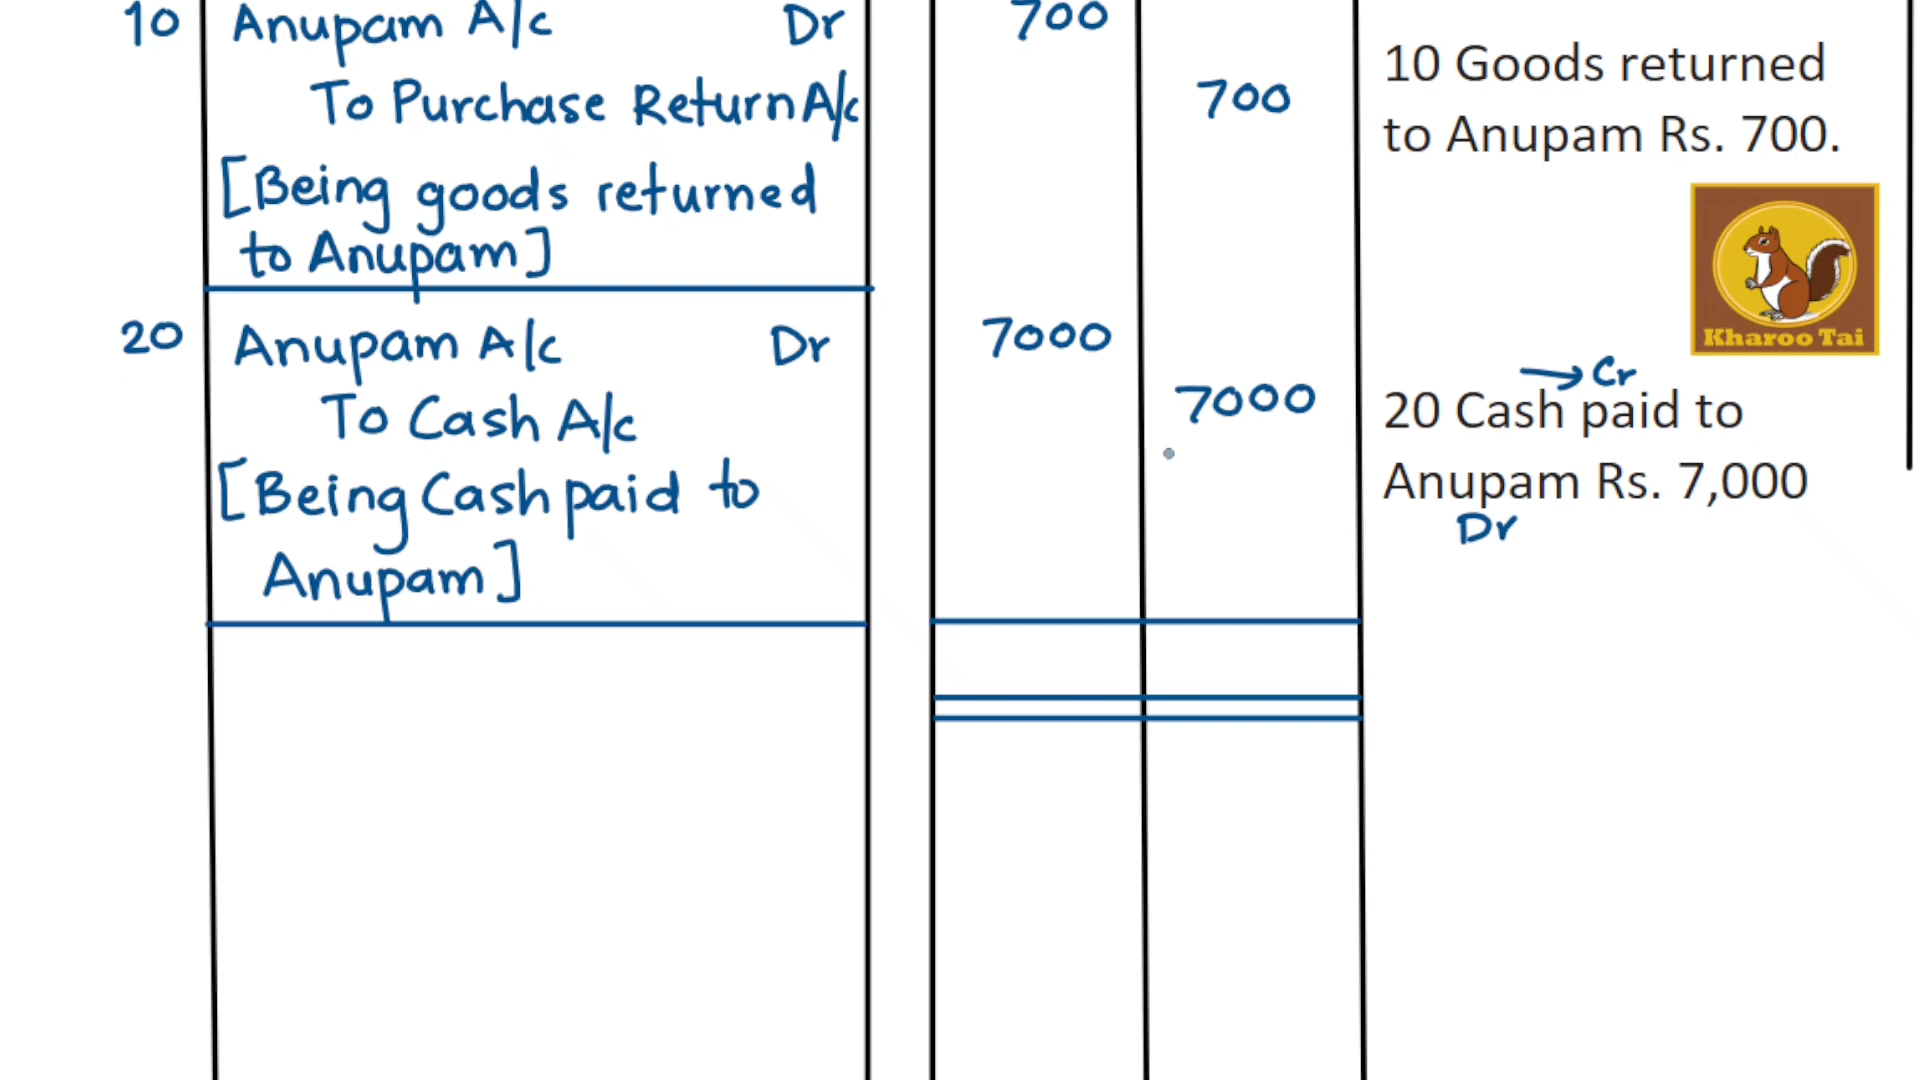 10 Anupam A/c Dr 700
To Purchase Return A/c 700
[Being goods returned
to Anupam]
20 Anupam A/c Dr 7000
To Cash A/c 7000
[Being Cash paid to
Anupam]
10 Goods returned
to Anupam Rs. 700.
Kharoo Tai
→ Cr
20 Cash paid to
Anupam Rs. 7,000
Dr